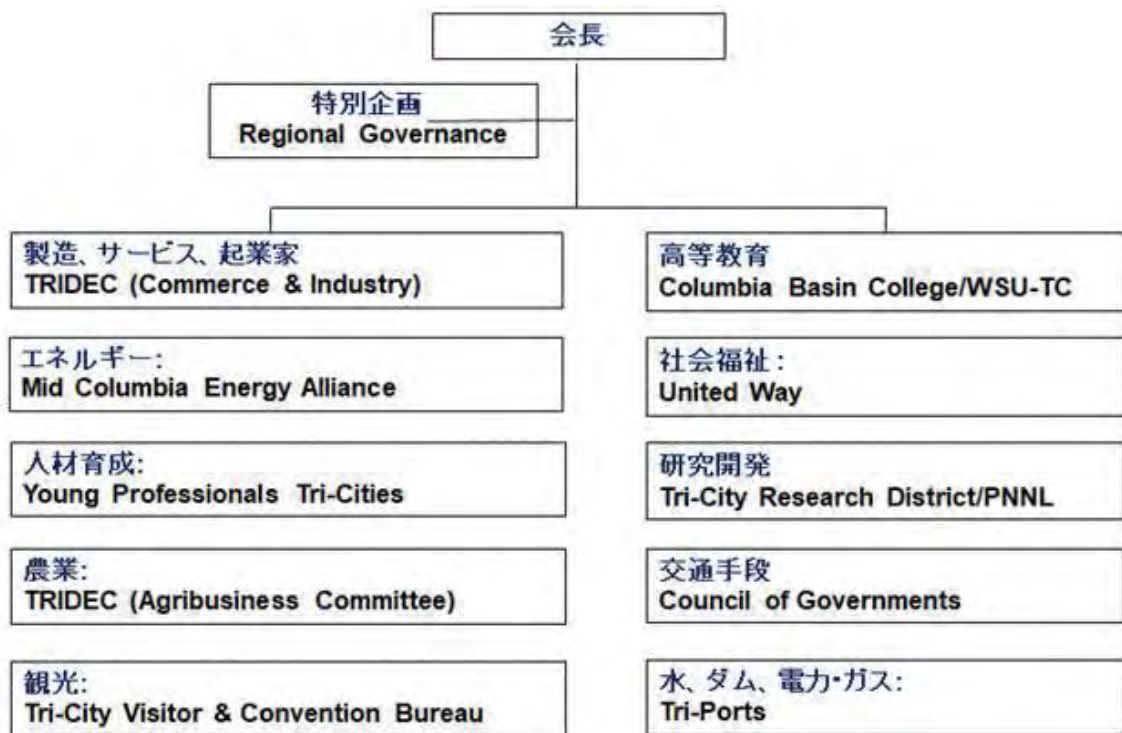 会長
特別企画
Regional Governance
製造、サービス、起業家
TRIDEC (Commerce & Industry)
エネルギー:
Mid Columbia Energy Alliance
人材育成:
Young Professionals Tri-Cities
農業:
TRIDEC (Agribusiness Committee)
観光:
Tri-City Visitor & Convention Bureau
高等教育
Columbia Basin College/WSU-TC
社会福祉:
United Way
研究開発
Tri-City Research District/PNNL
交通手段
Council of Governments
水、ダム、電力・ガス:
Tri-Ports